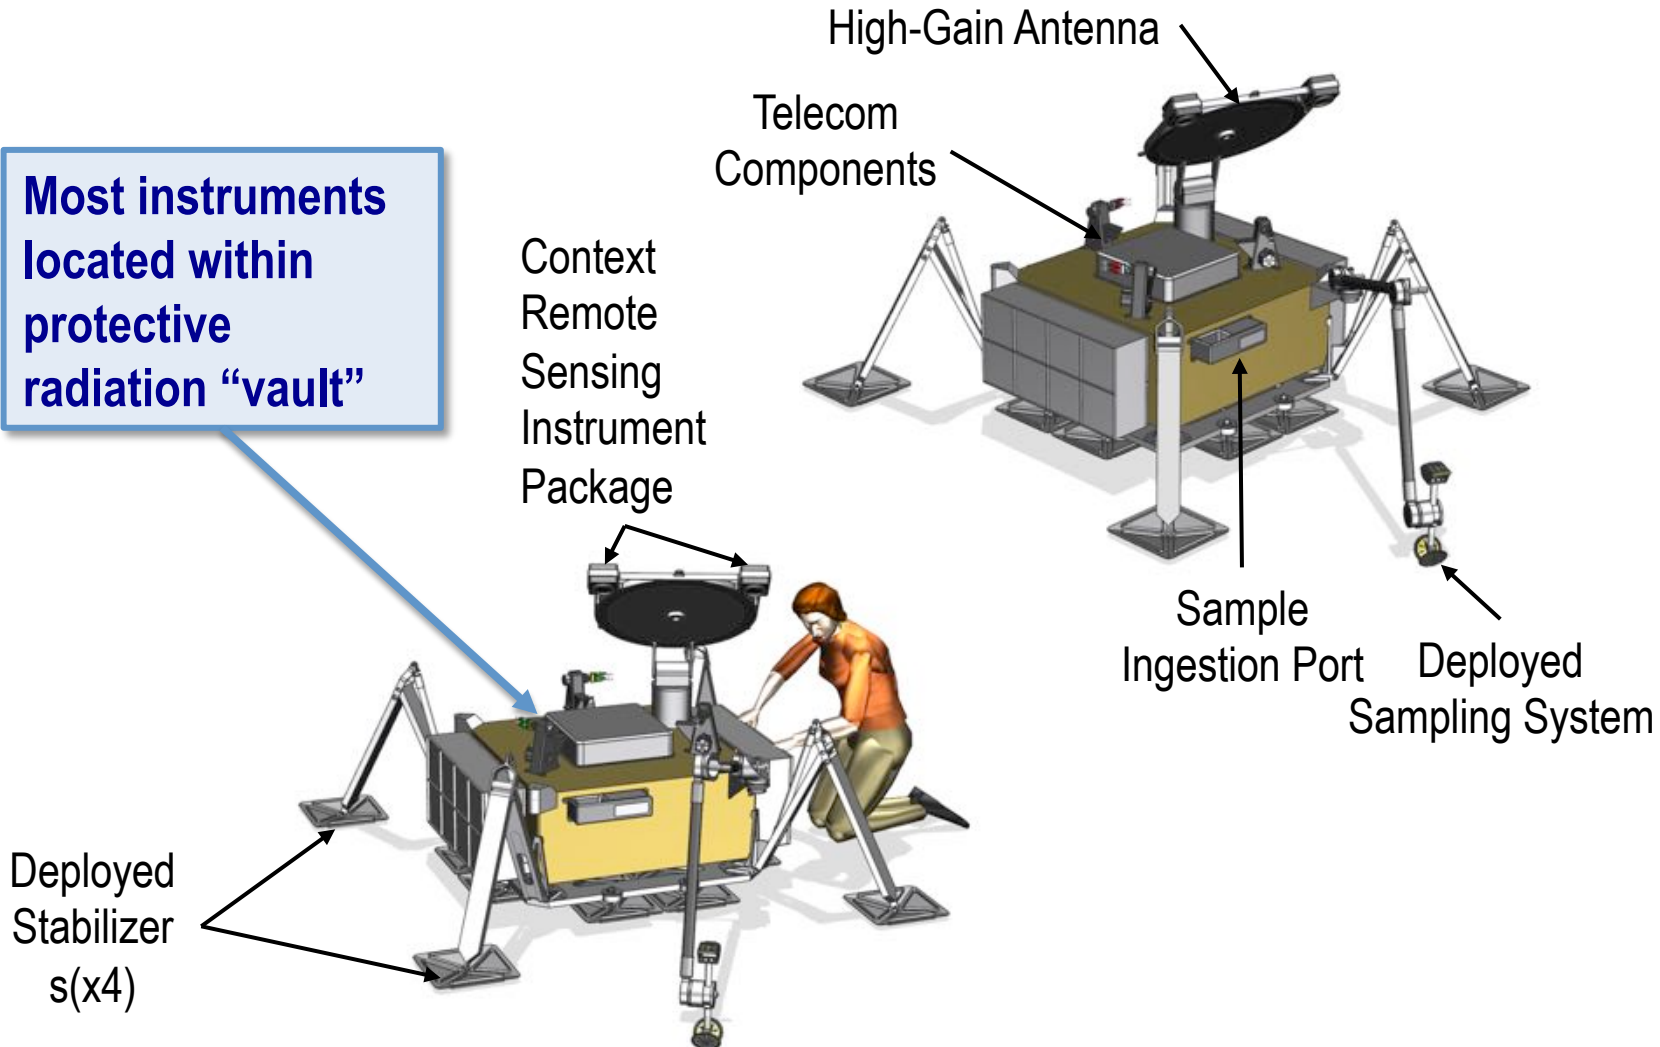 High-Gain Antenna
Telecom
Components
Most instruments
located within
protective
radiation “vault”
Context
Remote
Sensing
Instrument
Package
Sample
Ingestion Port
Deployed
Sampling System
Deployed
Stabilizer
s(x4)